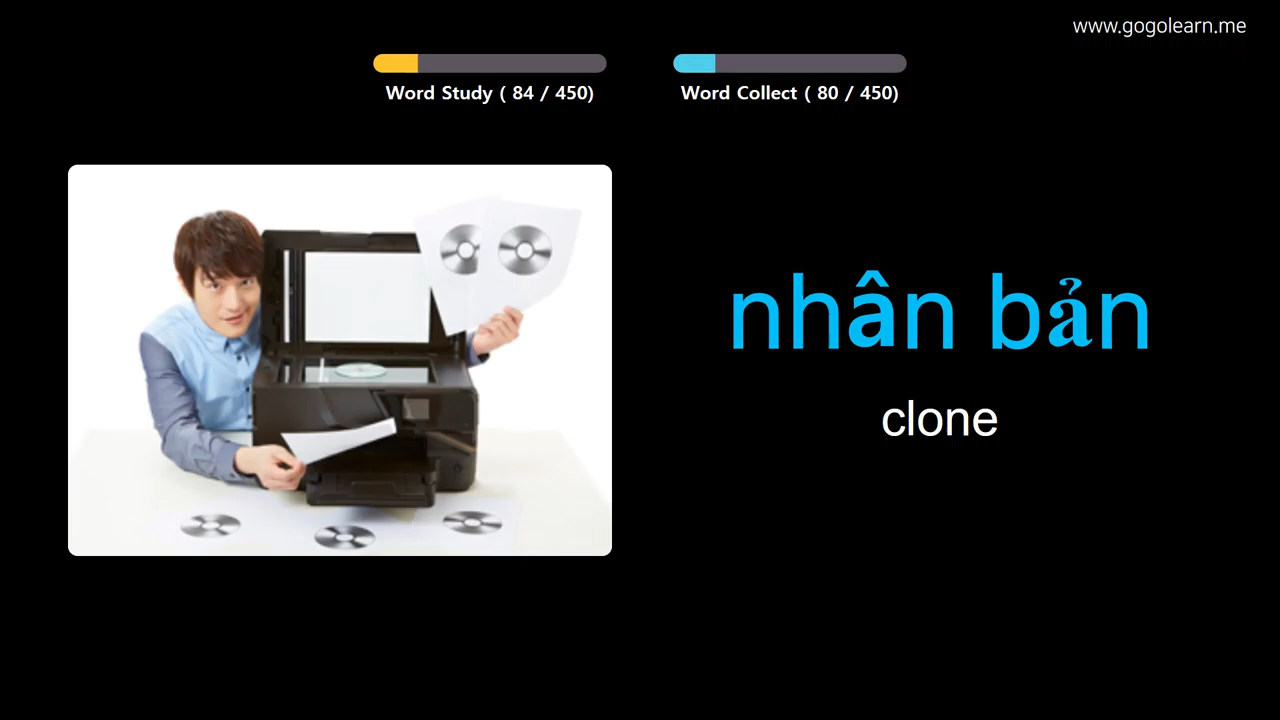 www.gogolearn.me
Word Study ( 84 / 450)
Word Collect ( 80 / 450)
nhân bản
clone